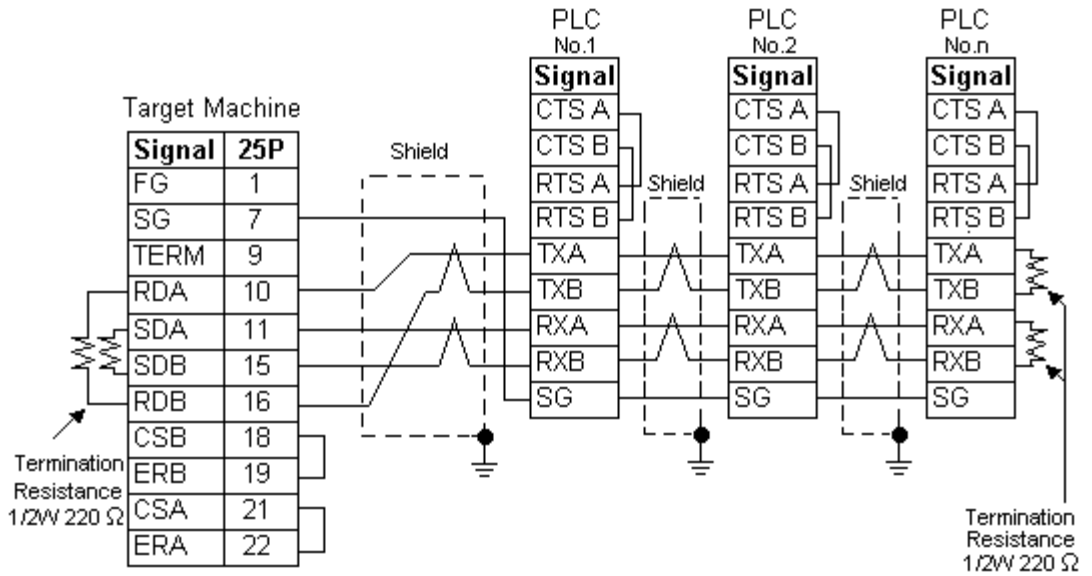 PLC PLC PLC
No.1 No.2 No.n
Signal Signal Signal
CTS A CTS A CTS A
CTS B CTS B CTS B
RTS A RTS A RTS A
RTS B RTS B RTS B
TXA TXA TXA
TXB TXB TXB
RXA RXA RXA
RXB RXB RXB
SG SG SG
Target Machine
Signal 25P
FG 1
SG 7
TERM 9
RDA 10
SDA 11
SDB 15
RDB 16
CSB 18
ERB 19
CSA 21
ERA 22
Shield
Shield
Shield
Termination
Resistance
1/2W 220 Ω
Termination
Resistance
1/2W 220 Ω